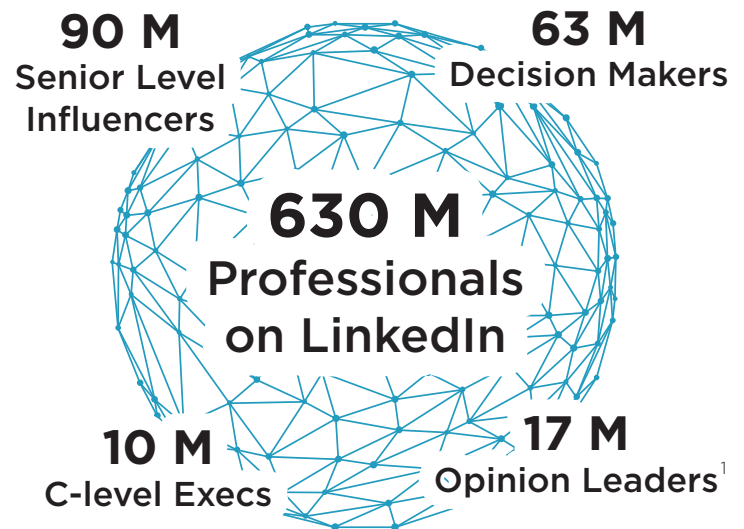 90 M
Senior Level
Influencers
63 M
Decision Makers
630 M
Professionals
on LinkedIn
10 M
C-level Execs
17 M
Opinion Leaders¹